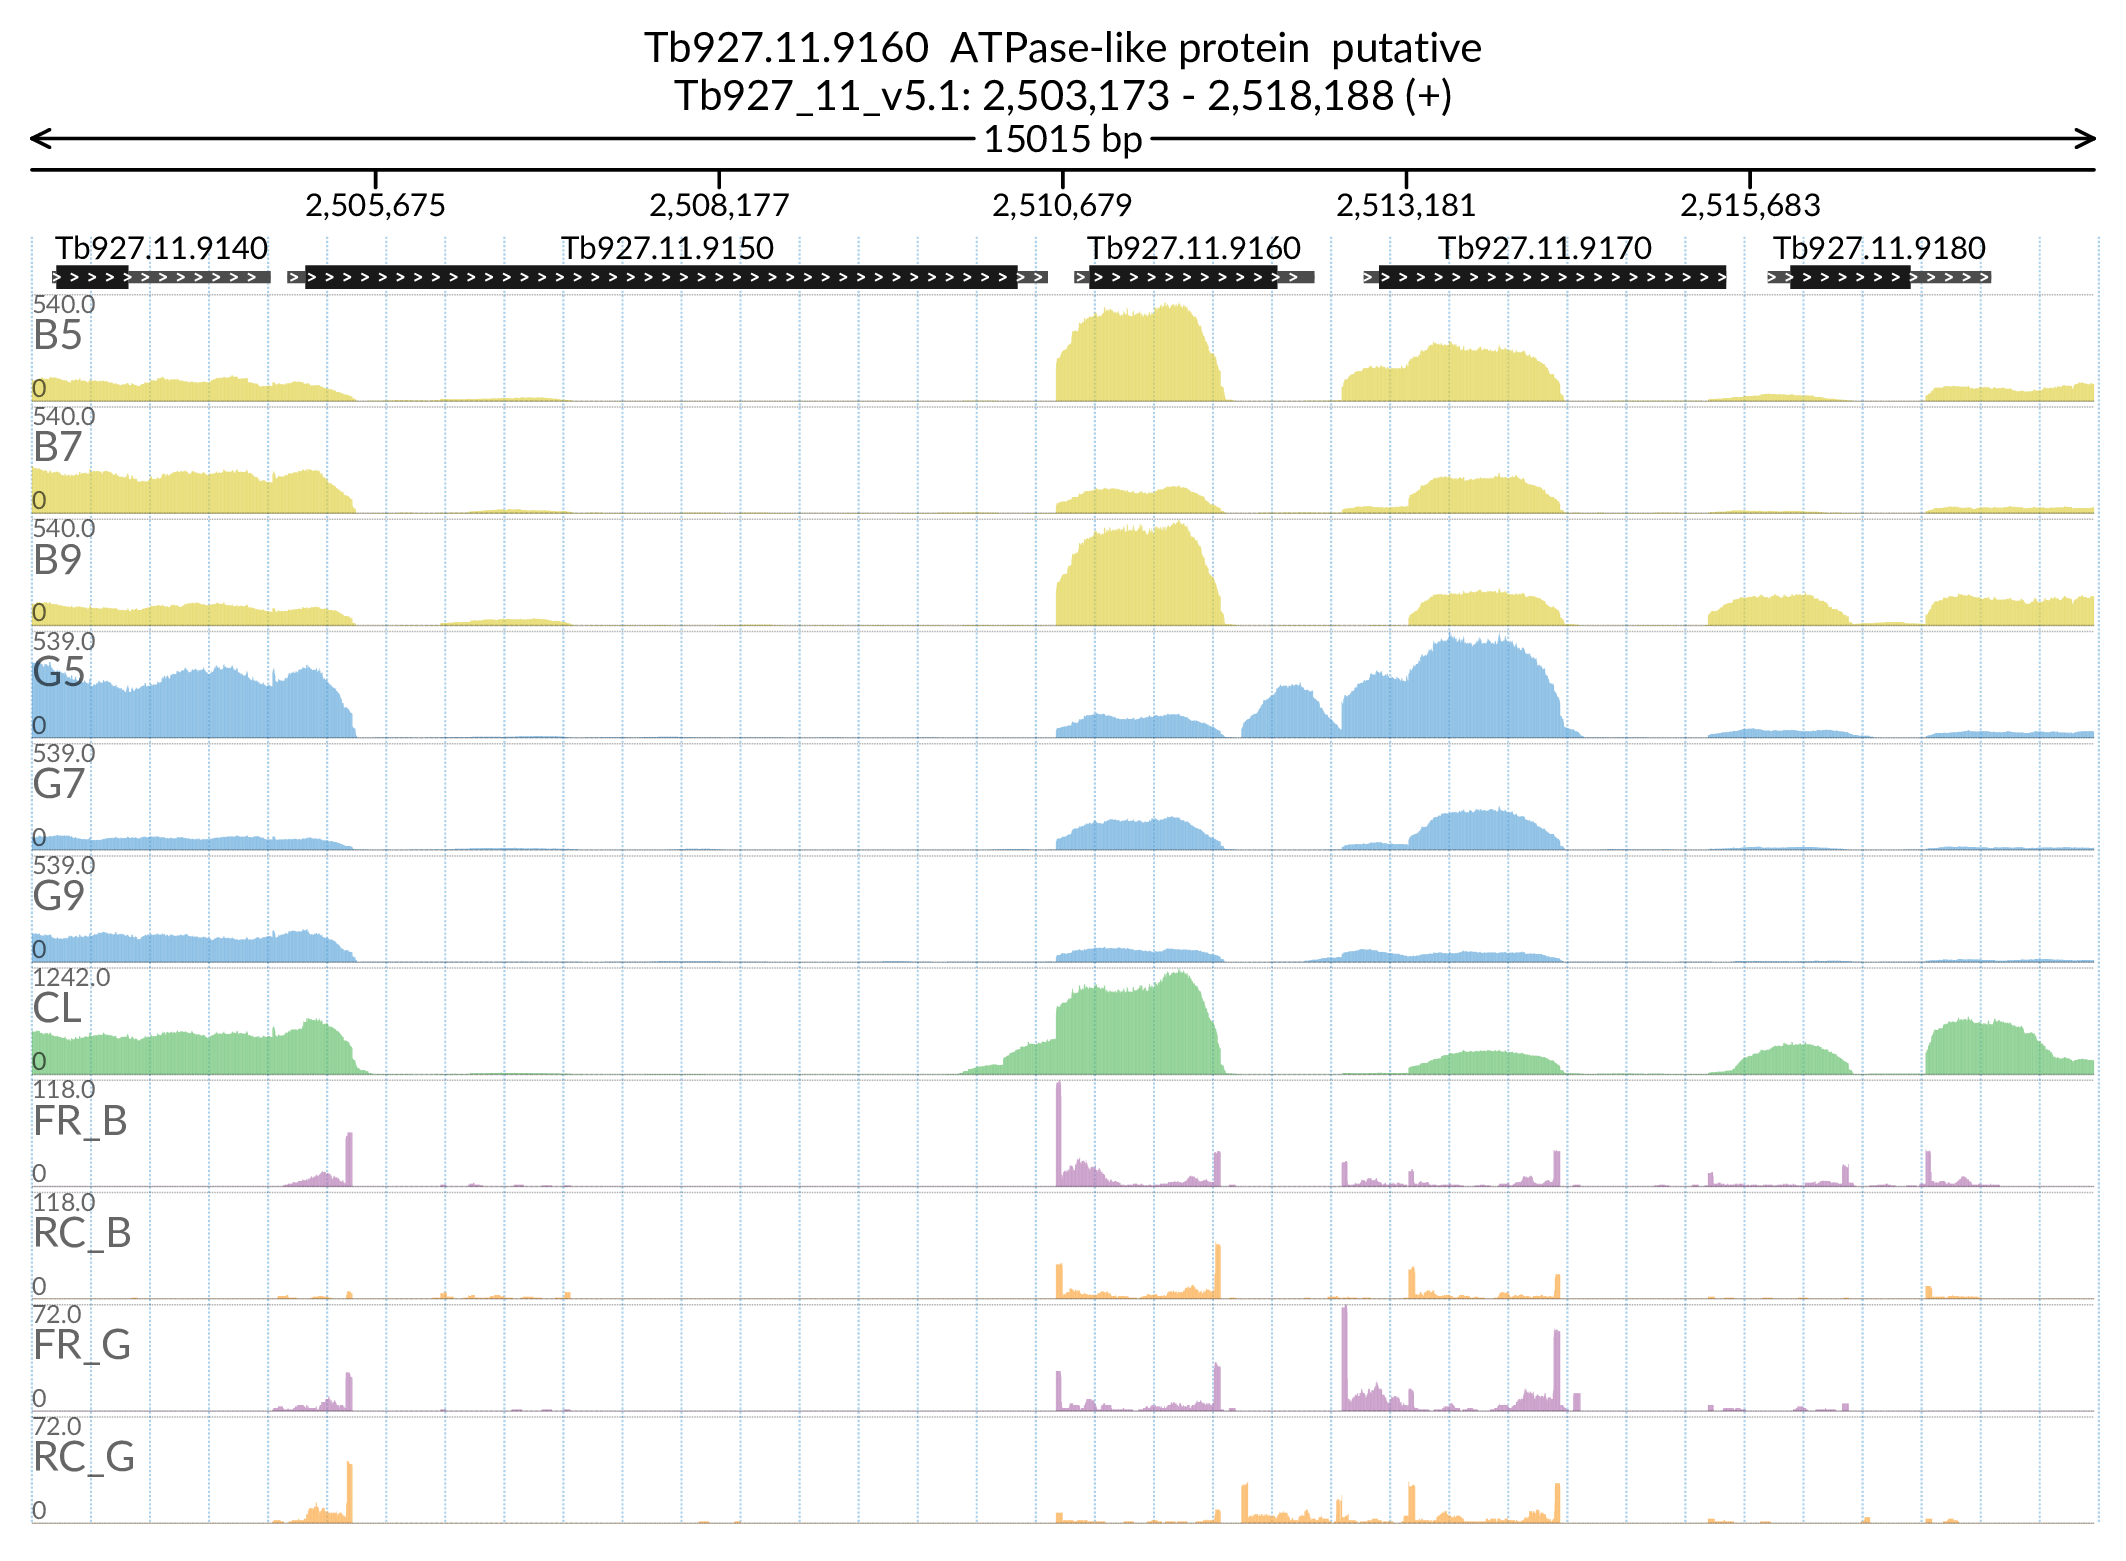 Tb927.11.9160  ATPase-like protein  putative
Tb927_11_v5.1: 2,503,173 - 2,518,188 (+)
15015 bp
2,505,675 2,508,177 2,510,679 2,513,181 2,515,683
Tb927.11.9140 Tb927.11.9150 Tb927.11.9160 Tb927.11.9170 Tb927.11.9180
540.0
B5
0
540.0
B7
0
540.0
B9
0
539.0
G5
0
539.0
G7
0
539.0
G9
0
1242.0
CL
0
118.0
FR_B
0
118.0
RC_B
0
72.0
FR_G
0
72.0
RC_G
0